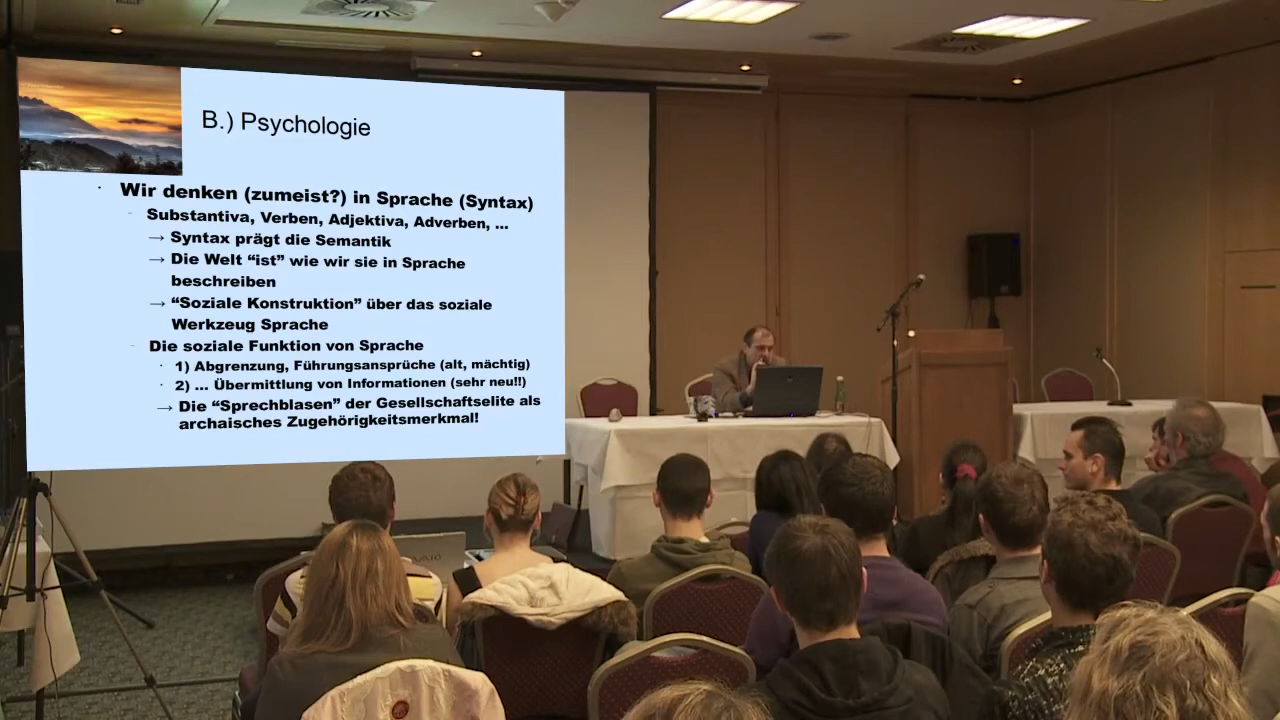 B.) Psychologie
Wir denken (zumeist?) in Sprache (Syntax)
Substantiva, Verben, Adjektiva, Adverben, ...
→ Syntax prägt die Semantik
→ Die Welt “ist” wie wir sie in Sprache
beschreiben
→ “Soziale Konstruktion” über das soziale
Werkzeug Sprache
Die soziale Funktion von Sprache
1) Abgrenzung, Führungsansprüche (alt, mächtig)
2) ... Übermittlung von Informationen (sehr neu!!)
→ Die “Sprechblasen” der Gesellschaftselite als
archaisches Zugehörigkeitsmerkmal!
VAIO